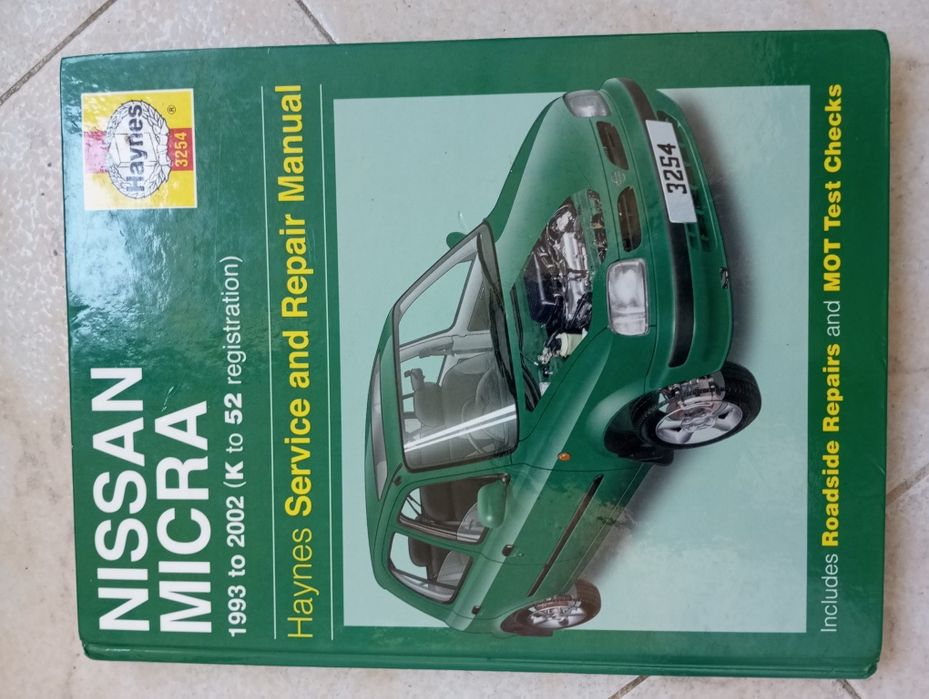 Haynes
®
3254
NISSAN
MICRA
1993 to 2002 (K to 52 registration)
Haynes Service and Repair Manual
3254
Includes Roadside Repairs and MOT Test Checks